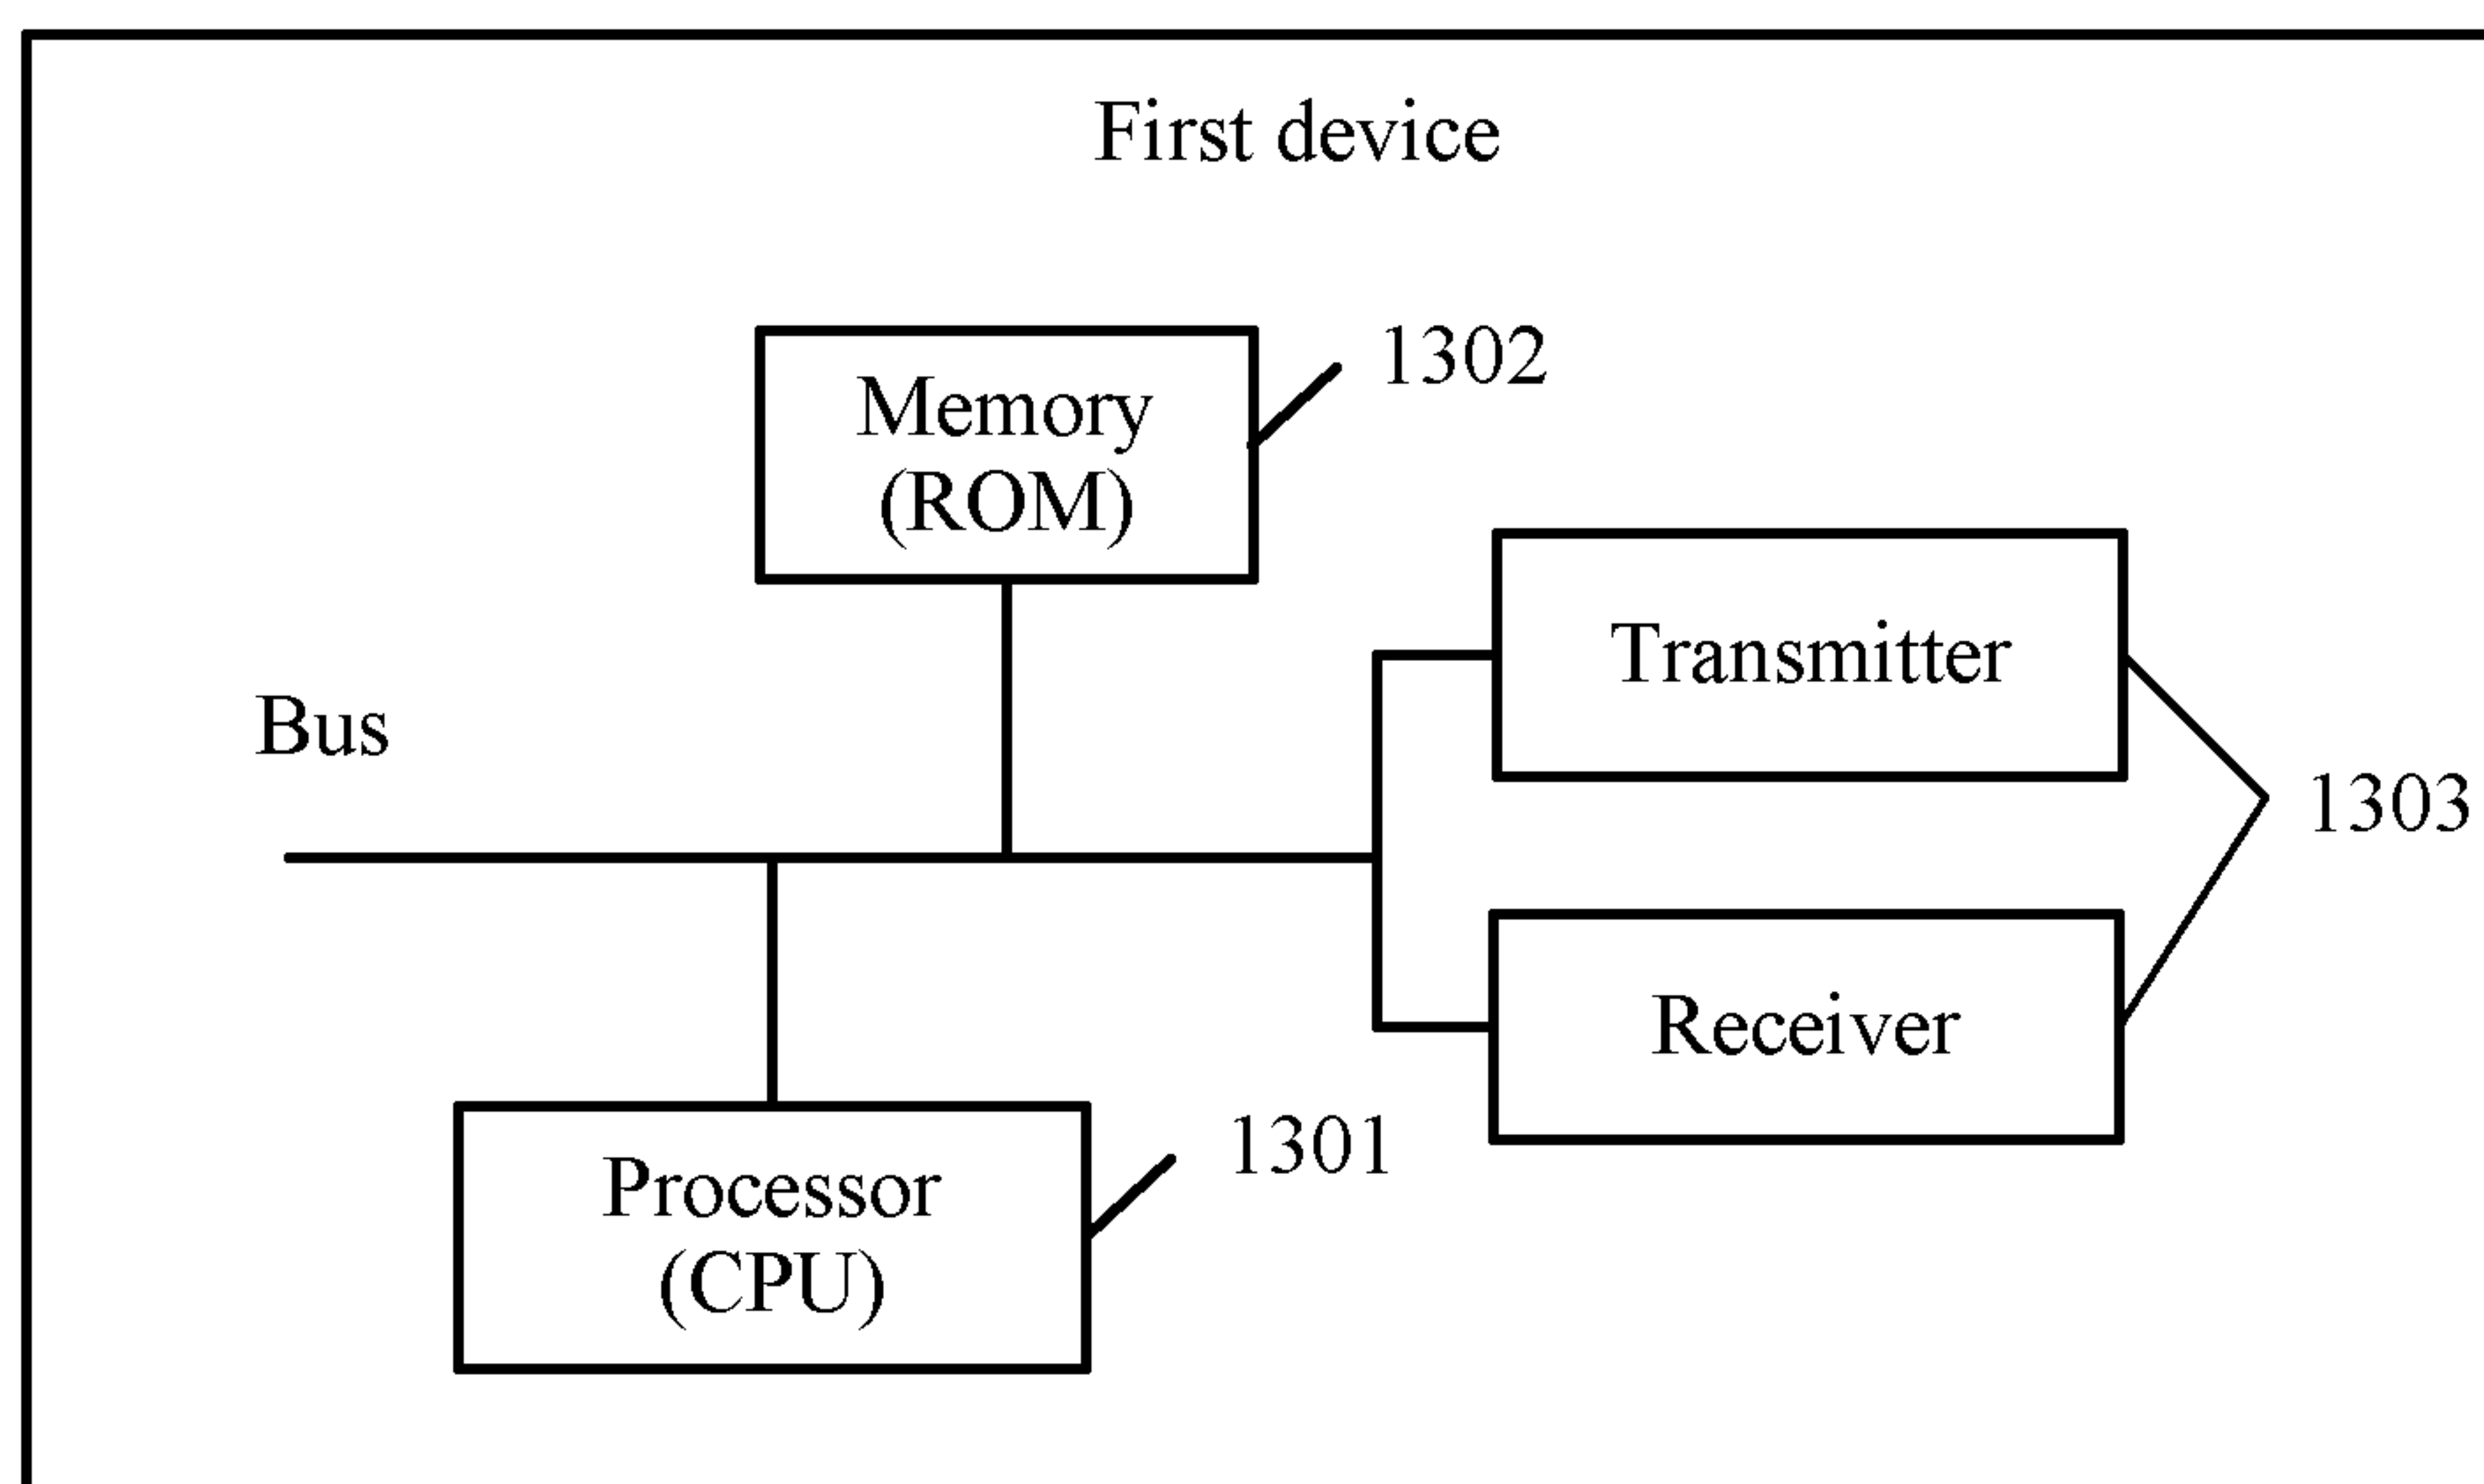 First device
Memory
(ROM)
1302
Transmitter
Bus
1303
Receiver
Processor
(CPU)
1301